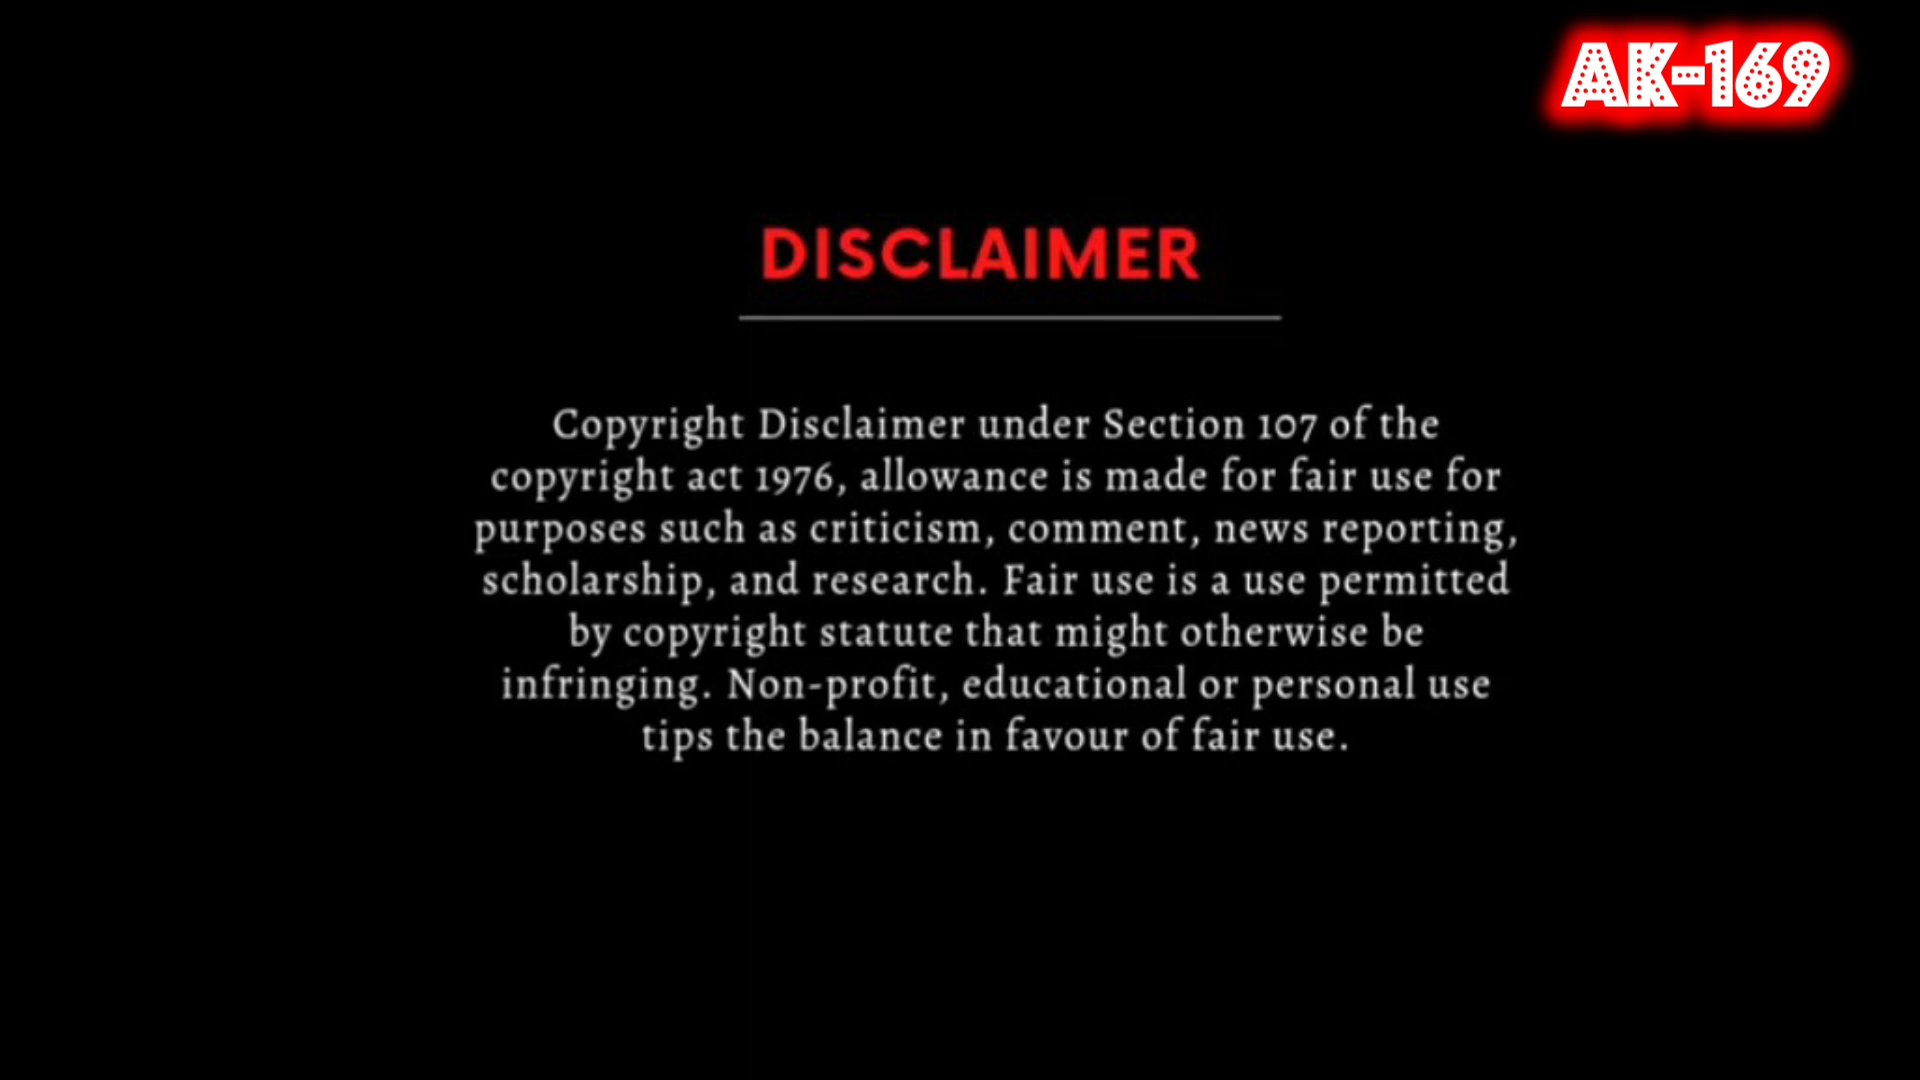 AK-169
DISCLAIMER
Copyright Disclaimer under Section 107 of the
copyright act 1976, allowance is made for fair use for
purposes such as criticism, comment, news reporting,
scholarship, and research. Fair use is a use permitted
by copyright statute that might otherwise be
infringing. Non-profit, educational or personal use
tips the balance in favour of fair use.